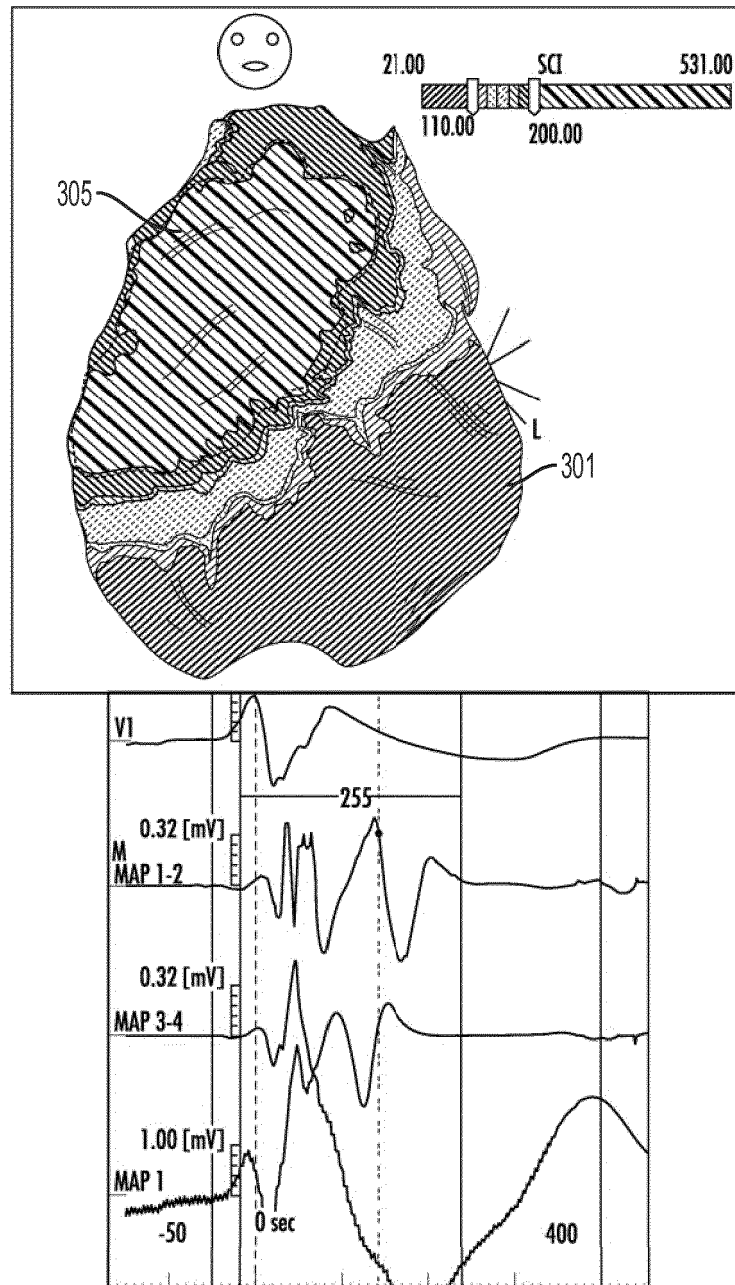 21.00 SCI 531.00
110.00 200.00
305
L
301
V1
255
0.32 [mV]
M
MAP 1-2
0.32 [mV]
MAP 3-4
1.00 [mV]
MAP 1
0 sec
-50 400